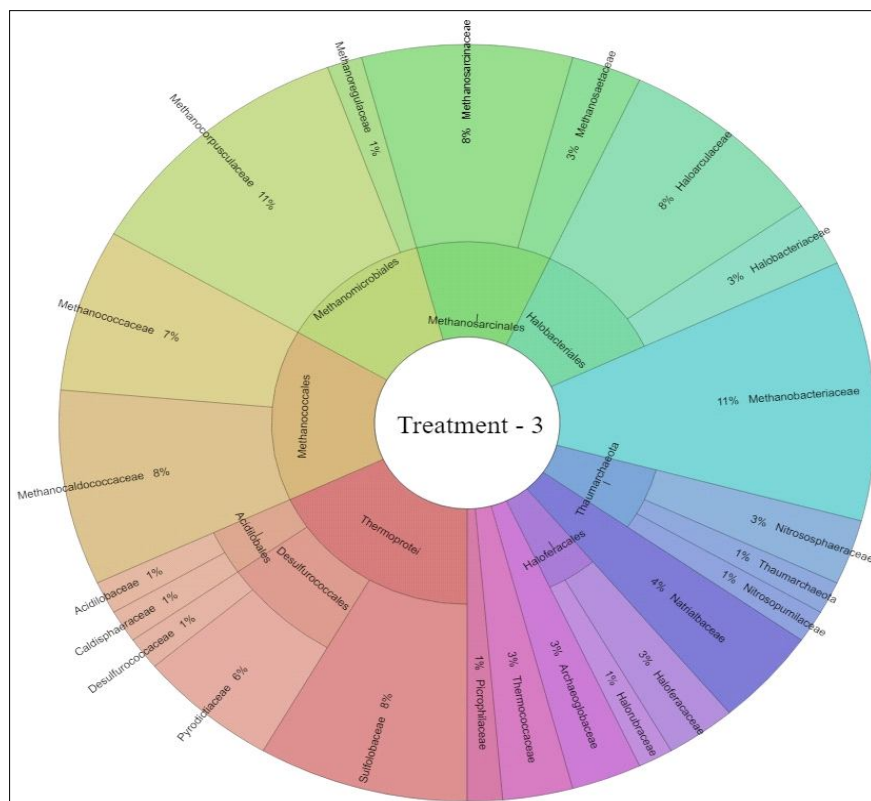 Methanoregulaceae 1%
8% Methanosarcinaceae
3% Methanosaetaceae
8% Haloarculaceae
3% Halobacteriaceae
11% Methanobacteriaceae
3% Nitrososphaeraceae
1% Thaumarchaeota
1% Nitrosopumilaceae
4% Natrialbaceae
3% Haloferacaceae
1% Halorubraceae
3% Archaeoglobaceae
3% Thermococcaceae
1% Picrophilaceae
Sulfolobaceae 8%
Pyrodictiaceae 6%
Desulfurococcaceae 1%
Caldisphaeraceae 1%
Acidilobaceae 1%
Methanocaldococcaceae 8%
Methanococcaceae 7%
Methanocorpusculaceae 11%
Methanomicrobiales
Methanosarcinales
Halobacteriales
Thaumarchaeota
Haloferacales
Thermoprotei
Desulfurococcales
Acidilobales
Methanococcales
Treatment - 3